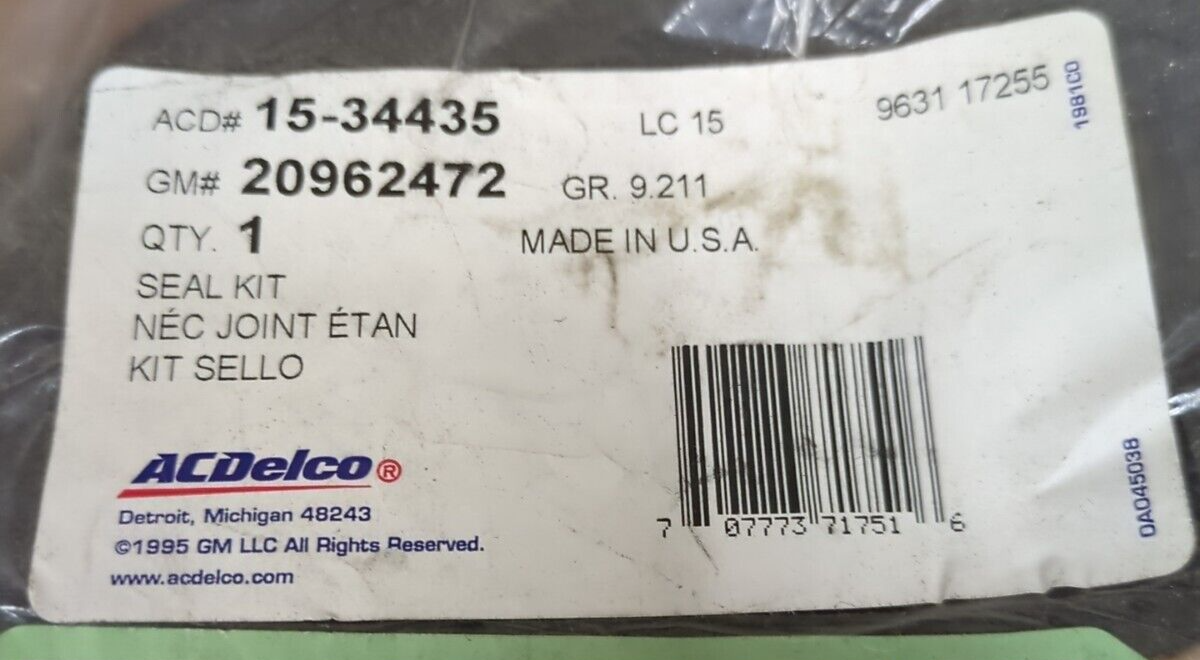 ACD# 15-34435 LC 15 9631 17255
GM# 20962472 GR. 9.211
QTY. 1 MADE IN U.S.A.
SEAL KIT
NÉC JOINT ÉTAN
KIT SELLO
ACDelco®
Detroit, Michigan 48243
©1995 GM LLC All Rights Reserved.
www.acdelco.com
7 07773 71751 6
198100
0A045038